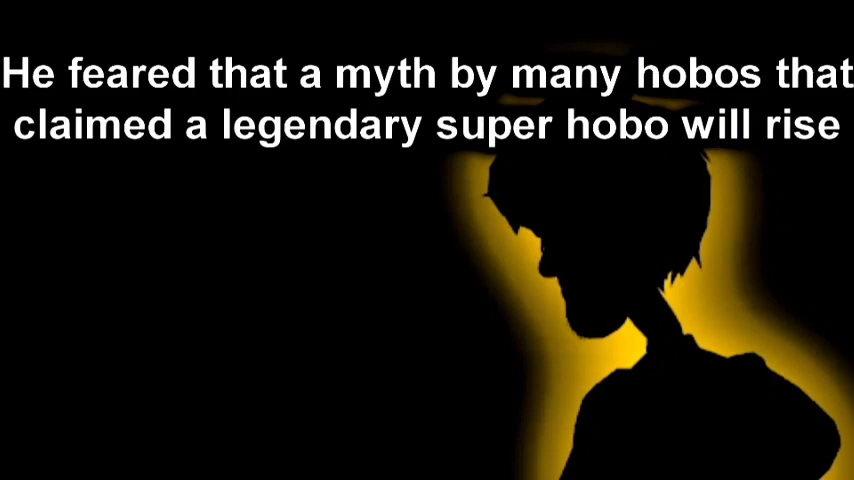 He feared that a myth by many hobos that
claimed a legendary super hobo will rise